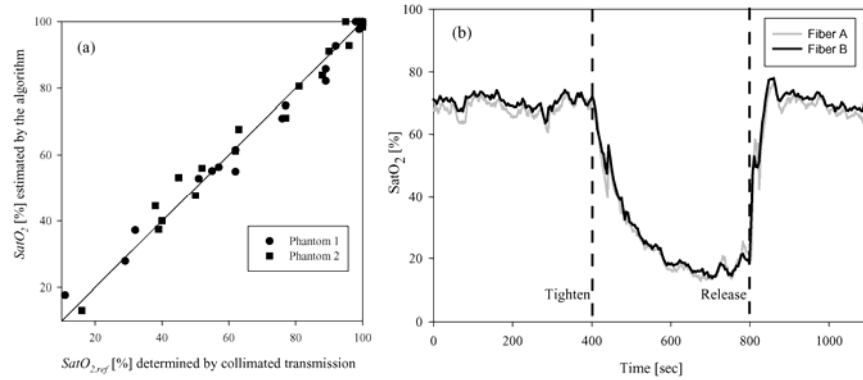 (a)
SatO2 [%] estimated by the algorithm
100
80
60
40
20
Phantom 1
Phantom 2
20 40 60 80 100
SatO2,ref [%] determined by collimated transmission
(b)
SatO2 [%]
100
80
60
40
20
0
Fiber A
Fiber B
Tighten
Release
0 200 400 600 800 1000
Time [sec]